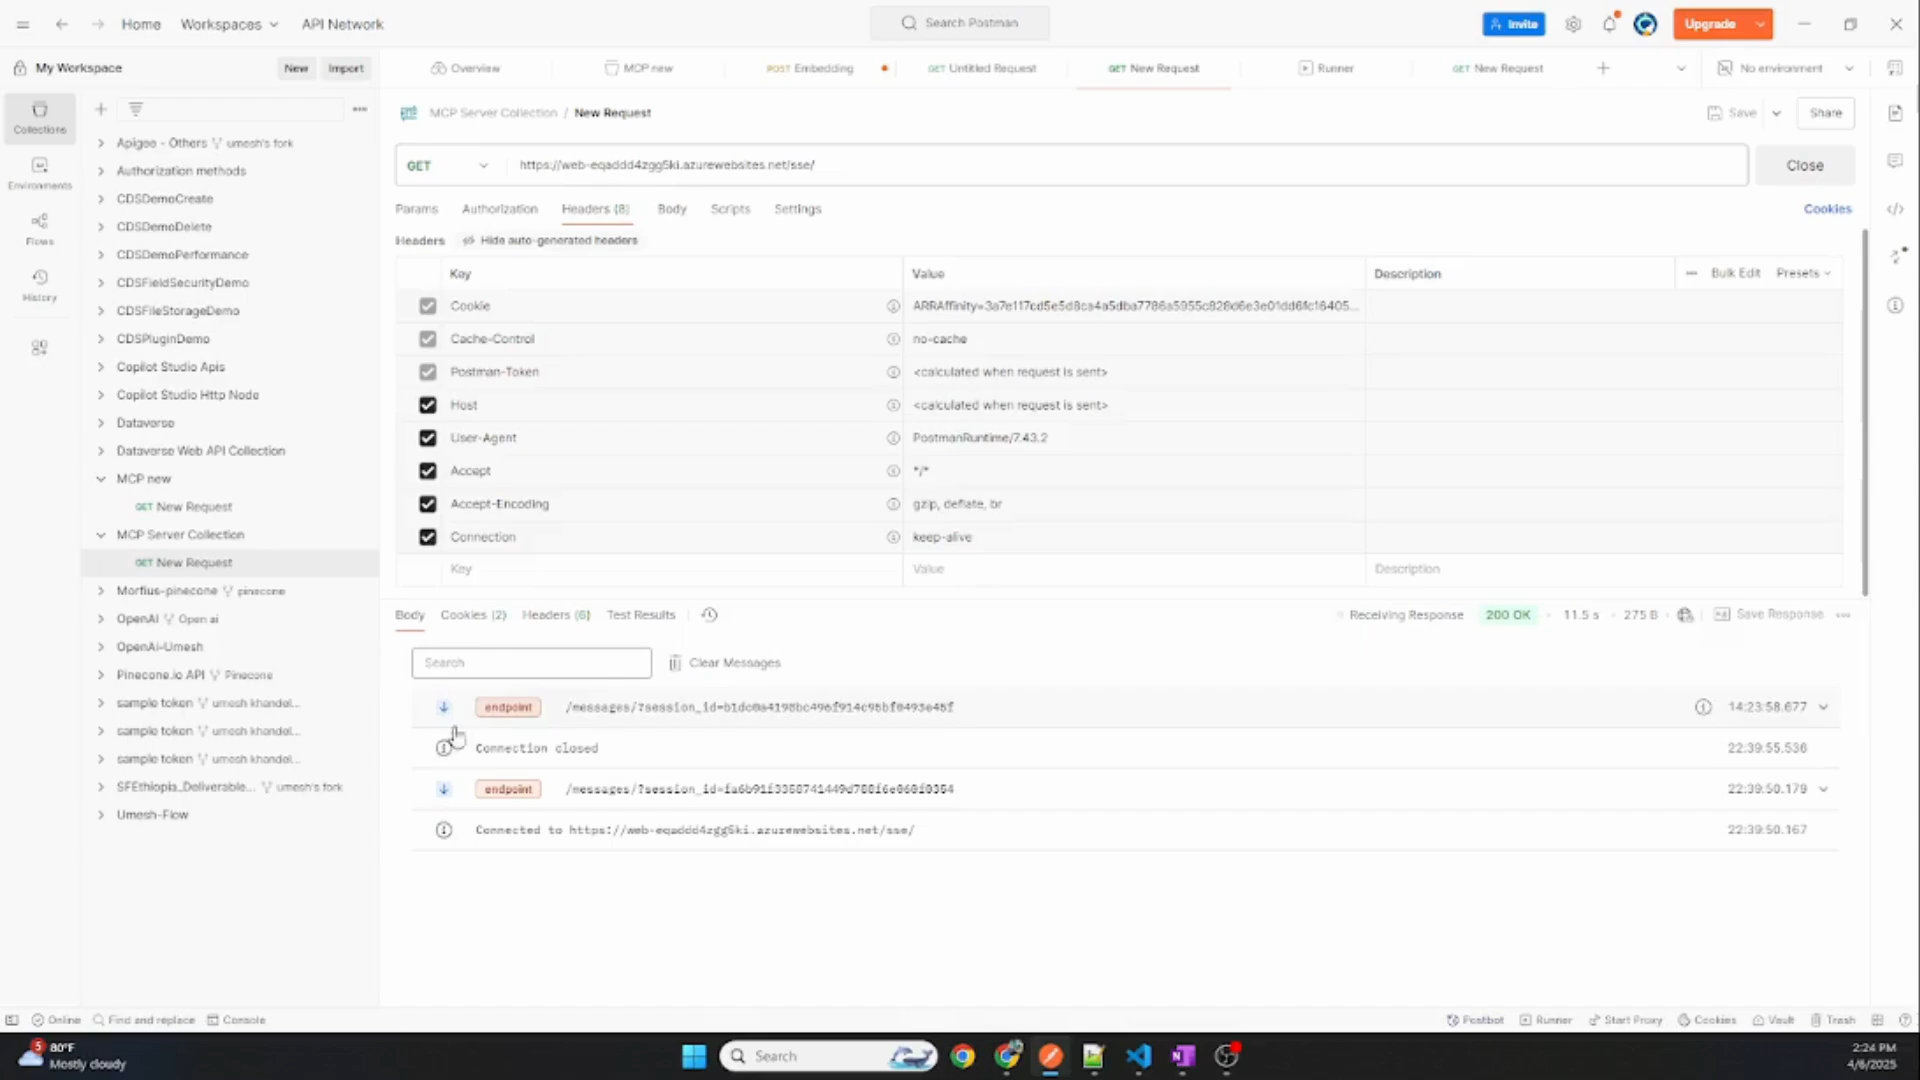 Home Workspaces API Network Search Postman Invite Upgrade
My Workspace New Import Overview MCP new POST Embedding GET Untitled Request GET New Request Runner GET New Request No environment
MCP Server Collection / New Request Save Share
GET https://web-eqaddd4zgg5ki.azurewebsites.net/sse/ Close
Params Authorization Headers (8) Body Scripts Settings Cookies
Headers Hide auto-generated headers
Key Value Description Bulk Edit Presets
Cookie
Cache-Control no-cache
Postman-Token <calculated when request is sent>
Host <calculated when request is sent>
User-Agent PostmanRuntime/7.43.2
Accept */*
Accept-Encoding gzip, deflate, br
Connection keep-alive
Key Value Description
Collections
Environments
Flows
History
Apigee - Others umesh's fork
Authorization methods
CDSDemoCreate
CDSDemoDelete
CDSDemoPerformance
CDSFieldSecurityDemo
CDSFileStorageDemo
CDSPluginDemo
Copilot Studio Apis
Copilot Studio Http Node
Dataverse
Dataverse Web API Collection
MCP new
GET New Request
MCP Server Collection
GET New Request
Morfius-pinecone pinecone
OpenAI Open ai
OpenAi-Umesh
Pinecone.io API Pinecone
sample token umesh khandel...
sample token umesh khandel...
sample token umesh khandel...
SFEthiopia_Deliverable... umesh's fork
Umesh-Flow
Body Cookies (2) Headers (6) Test Results Receiving Response 200 OK 11.5 s 275 B Save Response
Search Clear Messages
endpoint 14:23:58.677
Connection closed 22:39:55.536
endpoint 22:39:50.179
Connected to https://web-eqaddd4zgg5ki.azurewebsites.net/sse/ 22:39:50.167
Online Find and replace Console Postbot Runner Start Proxy Cookies Vault Trash
5 80°F
Mostly cloudy
Search
2:24 PM
4/6/2025